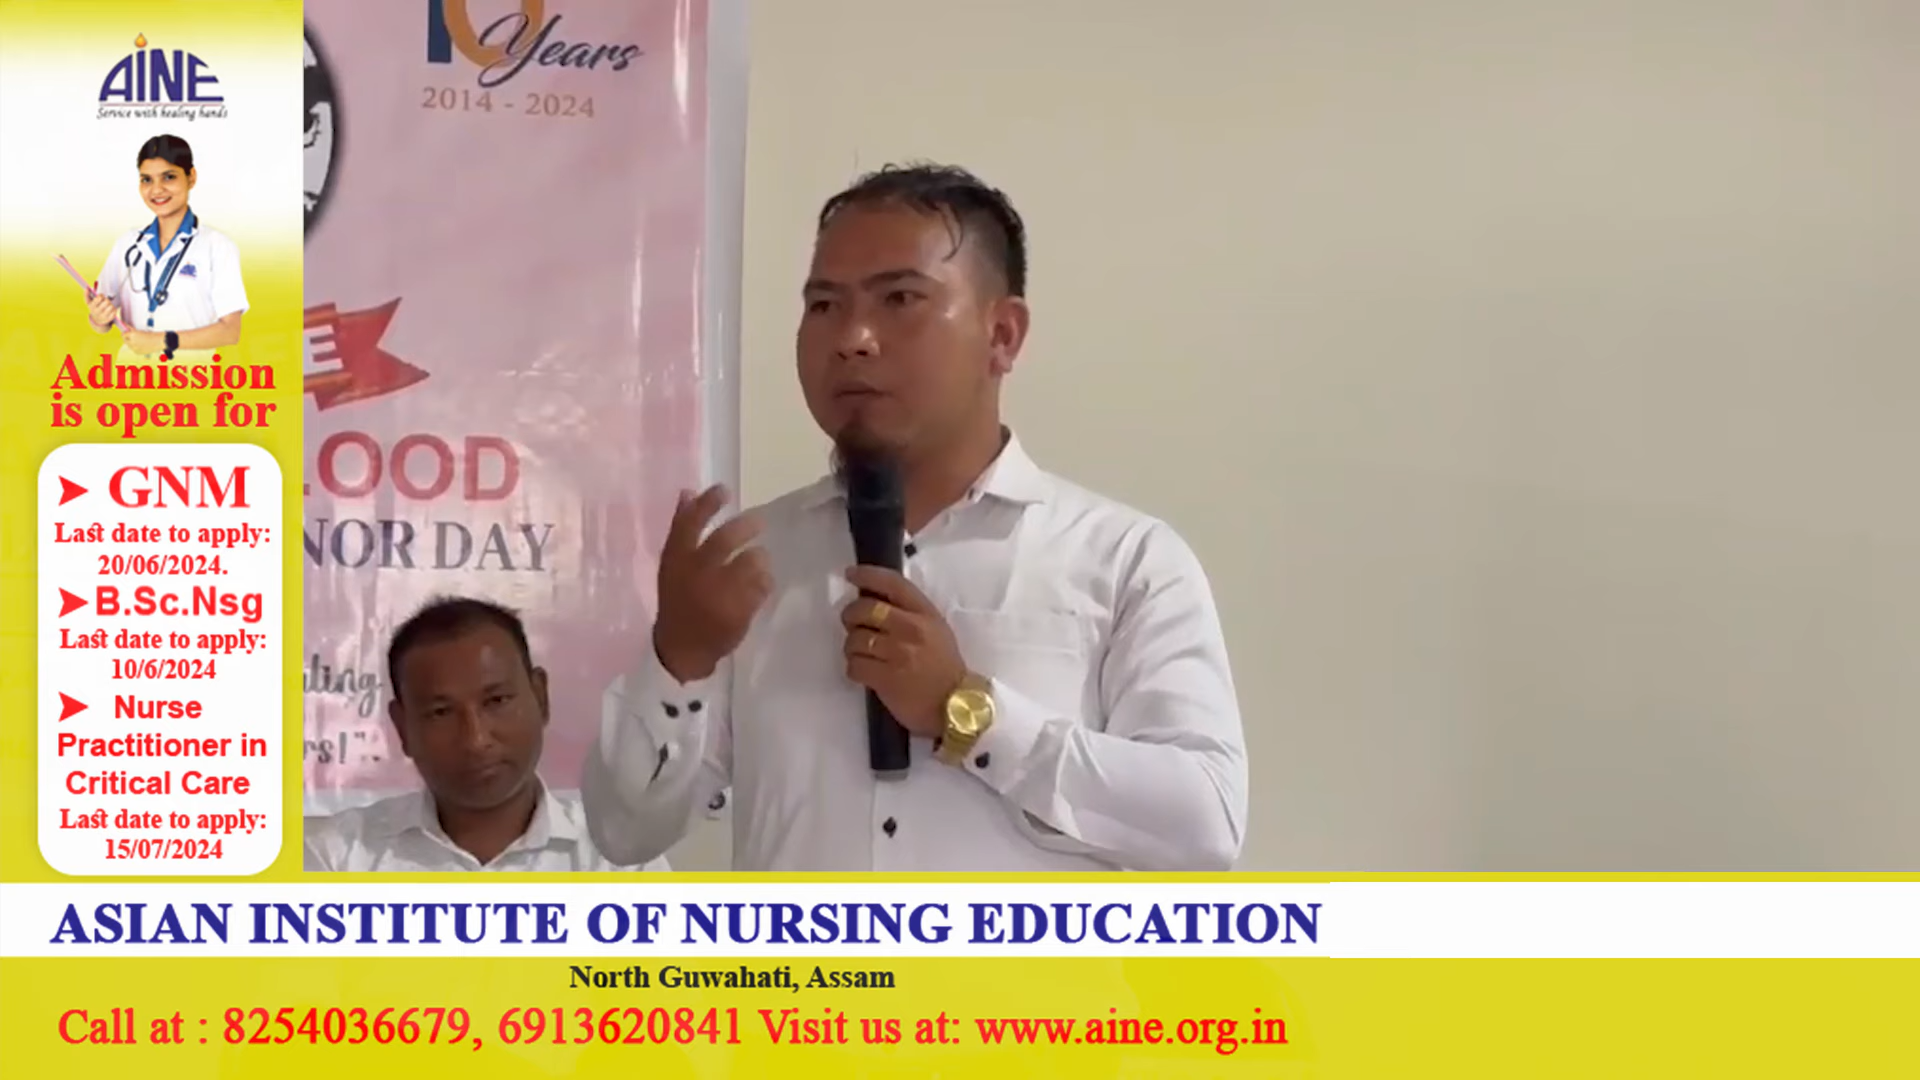 AINE
Service with healing hands
Admission
is open for
➤ GNM
Last date to apply:
20/06/2024.
➤ B.Sc.Nsg
Last date to apply:
10/6/2024
➤ Nurse
Practitioner in
Critical Care
Last date to apply:
15/07/2024
10 Years
2014 - 2024
E
LOOD
NOR DAY
ASIAN INSTITUTE OF NURSING EDUCATION
North Guwahati, Assam
Call at : 8254036679, 6913620841 Visit us at: www.aine.org.in